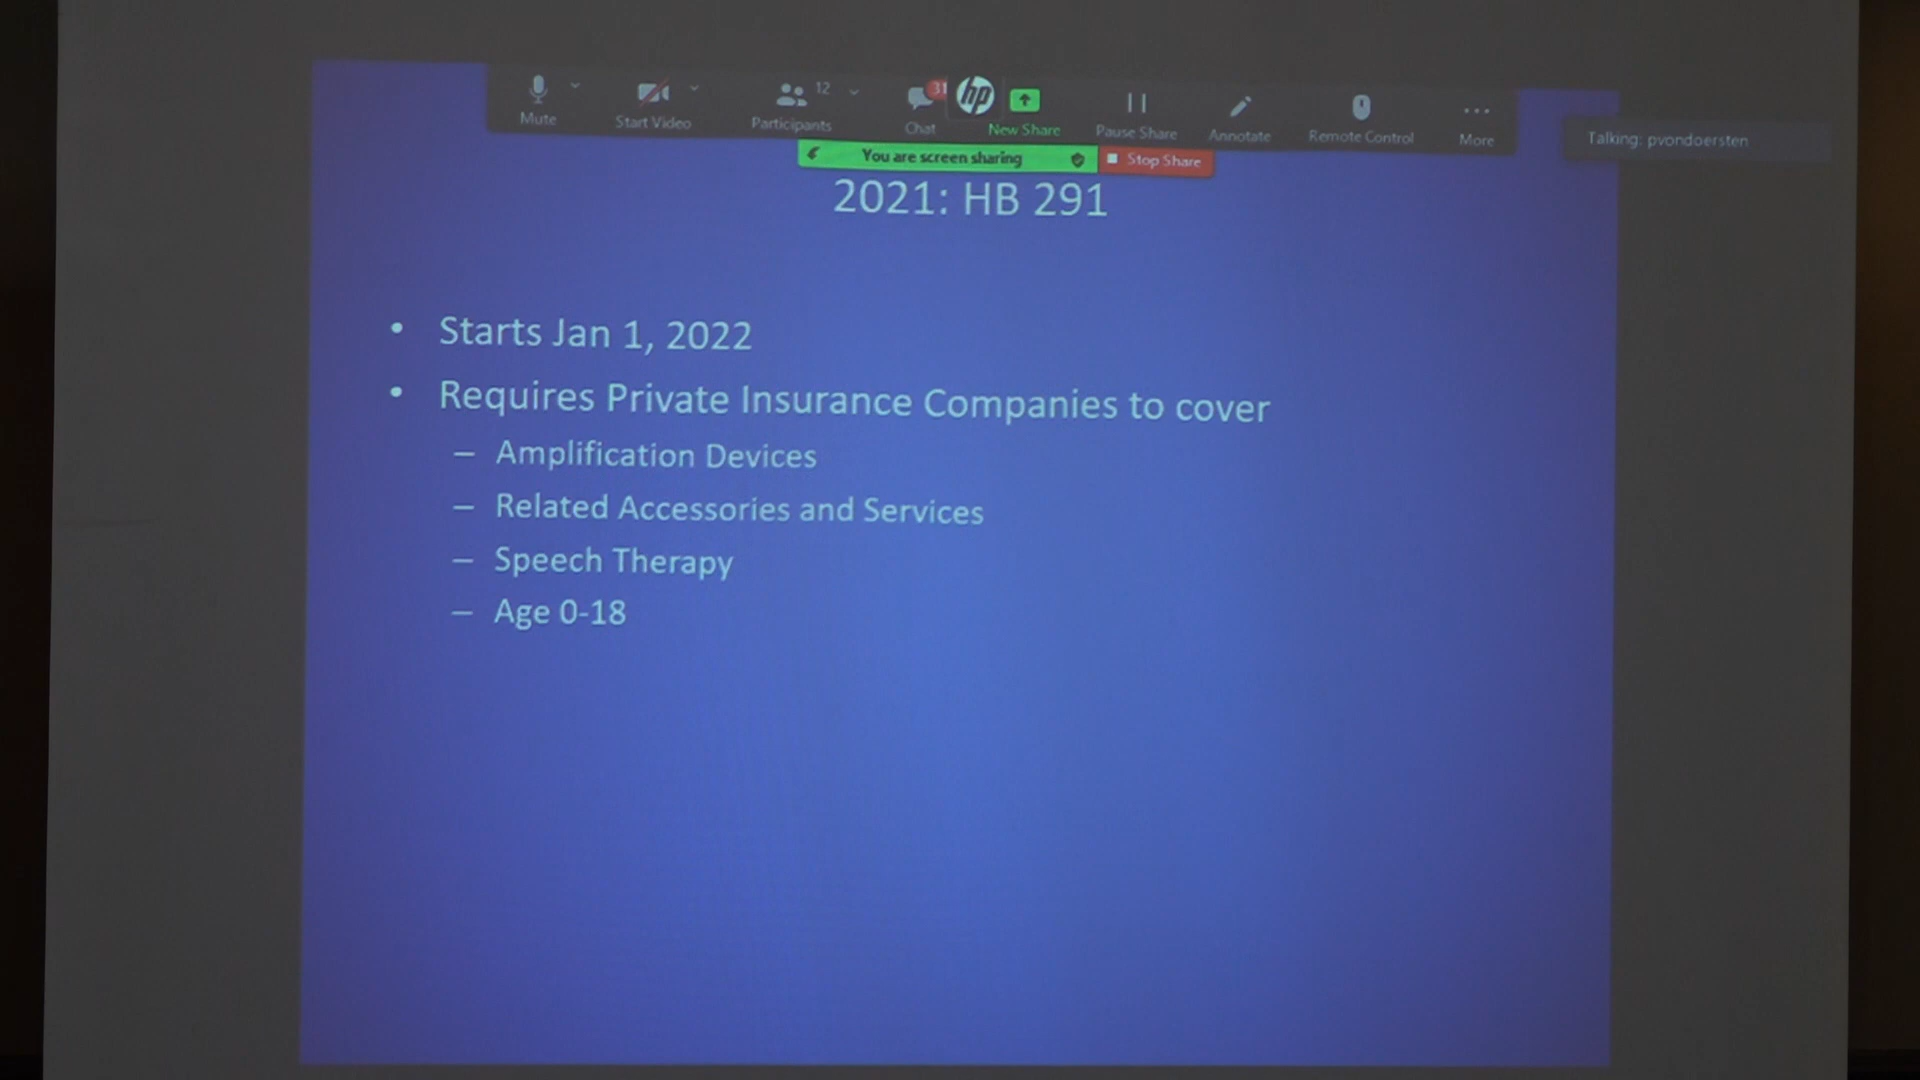 12
31
hp
Mute
Start Video
Participants
Chat
New Share
Pause Share
Annotate
Remote Control
More
Talking: pvondoersten
You are screen sharing
Stop Share
2021: HB 291
• Starts Jan 1, 2022
• Requires Private Insurance Companies to cover
– Amplification Devices
– Related Accessories and Services
– Speech Therapy
– Age 0-18